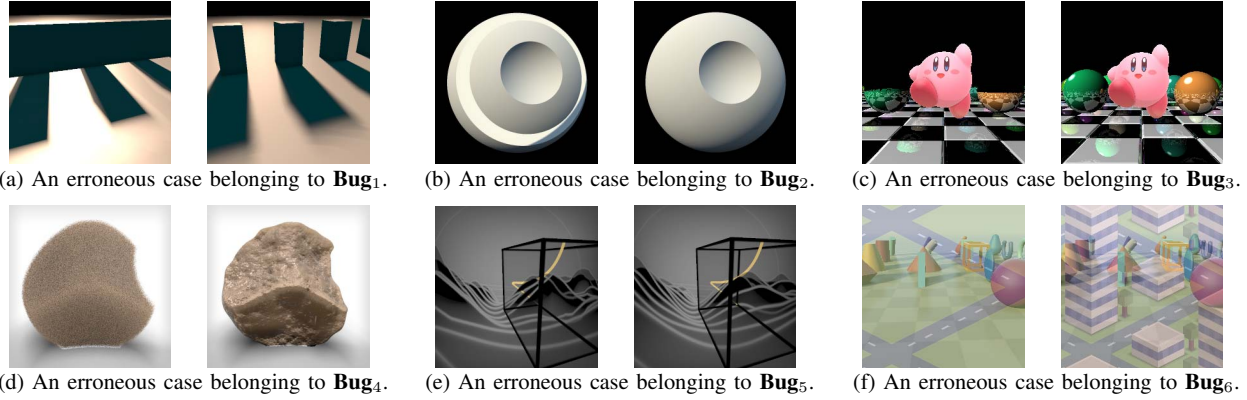 (a) An erroneous case belonging to Bug₁.
(b) An erroneous case belonging to Bug₂.
(c) An erroneous case belonging to Bug₃.
(d) An erroneous case belonging to Bug₄.
(e) An erroneous case belonging to Bug₅.
(f) An erroneous case belonging to Bug₆.